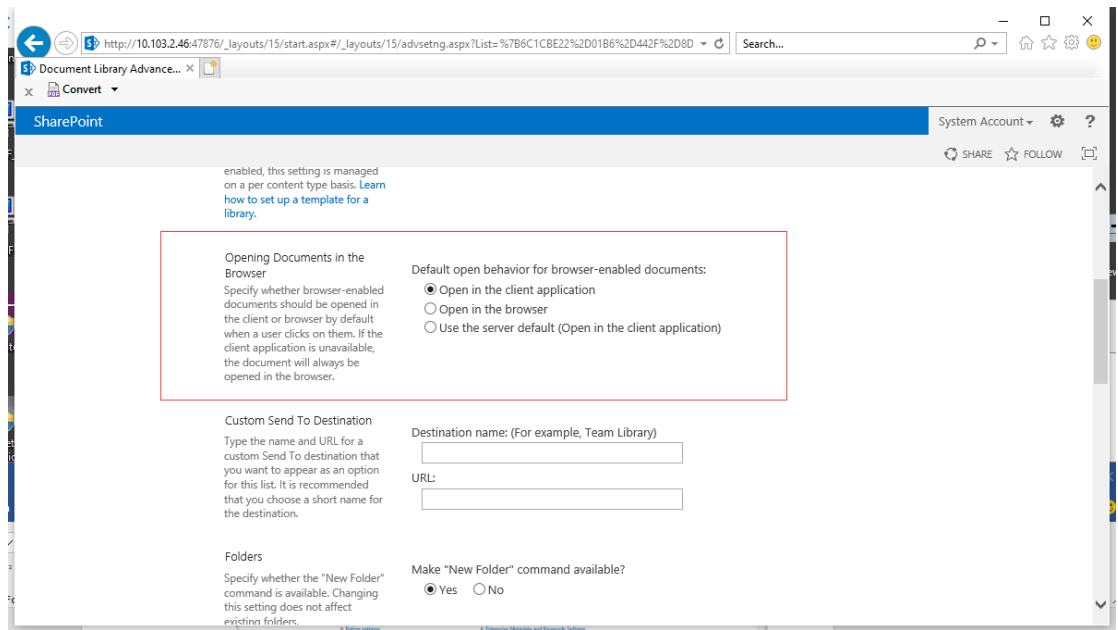 http://10.103.2.46:47876/_layouts/15/start.aspx#/_layouts/15/advsetng.aspx?List=%7B6C1CBE22%2D01B6%2D442F%2D8D
Search...
Document Library Advance...
x Convert
SharePoint
System Account
?
SHARE FOLLOW
enabled, this setting is managed
on a per content type basis. Learn
how to set up a template for a
library.
Opening Documents in the
Browser
Specify whether browser-enabled
documents should be opened in
the client or browser by default
when a user clicks on them. If the
client application is unavailable,
the document will always be
opened in the browser.
Default open behavior for browser-enabled documents:
Open in the client application
Open in the browser
Use the server default (Open in the client application)
Custom Send To Destination
Type the name and URL for a
custom Send To destination that
you want to appear as an option
for this list. It is recommended
that you choose a short name for
the destination.
Destination name: (For example, Team Library)
URL:
Folders
Specify whether the "New Folder"
command is available. Changing
this setting does not affect
existing folders.
Make "New Folder" command available?
Yes No